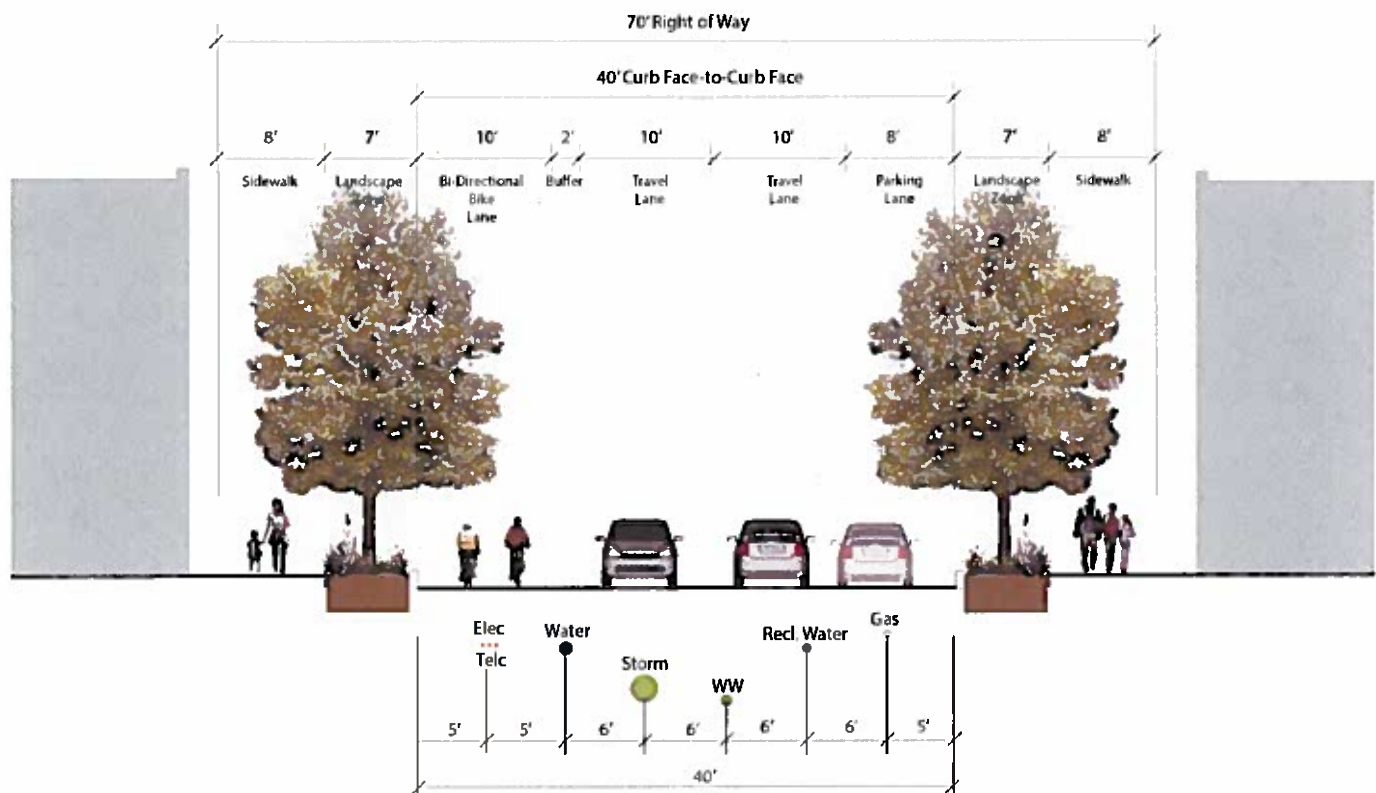 70' Right of Way
40' Curb Face-to-Curb Face
8' 7' 10' 2' 10' 10' 8' 7' 8'
Sidewalk Landscape Bi-Directional Buffer Travel Travel Parking Landscape Sidewalk
Zone Bike Lane Lane Lane Zone
Lane
Elec Water Recl. Water Gas
Telc
Storm
WW
5' 5' 6' 6' 6' 6' 5'
40'